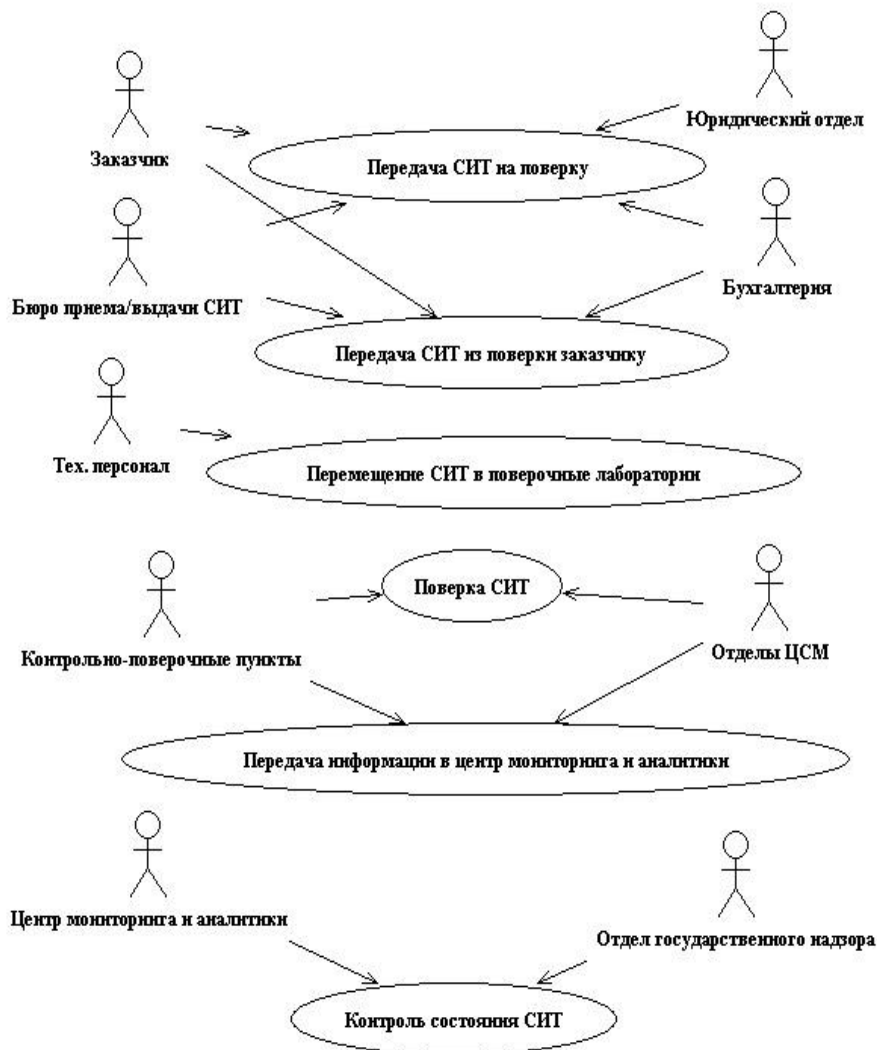 Юридический отдел
Заказчик
Передача СИТ на поверку
Бухгалтерия
Бюро приема/выдачи СИТ
Передача СИТ из поверки заказчику
Тех. персонал
Перемещение СИТ в поверочные лаборатории
Поверка СИТ
Контрольно-поверочные пункты
Отделы ЦСМ
Передача информации в центр мониторинга и аналитики
Центр мониторинга и аналитики
Отдел государственного надзора
Контроль состояния СИТ